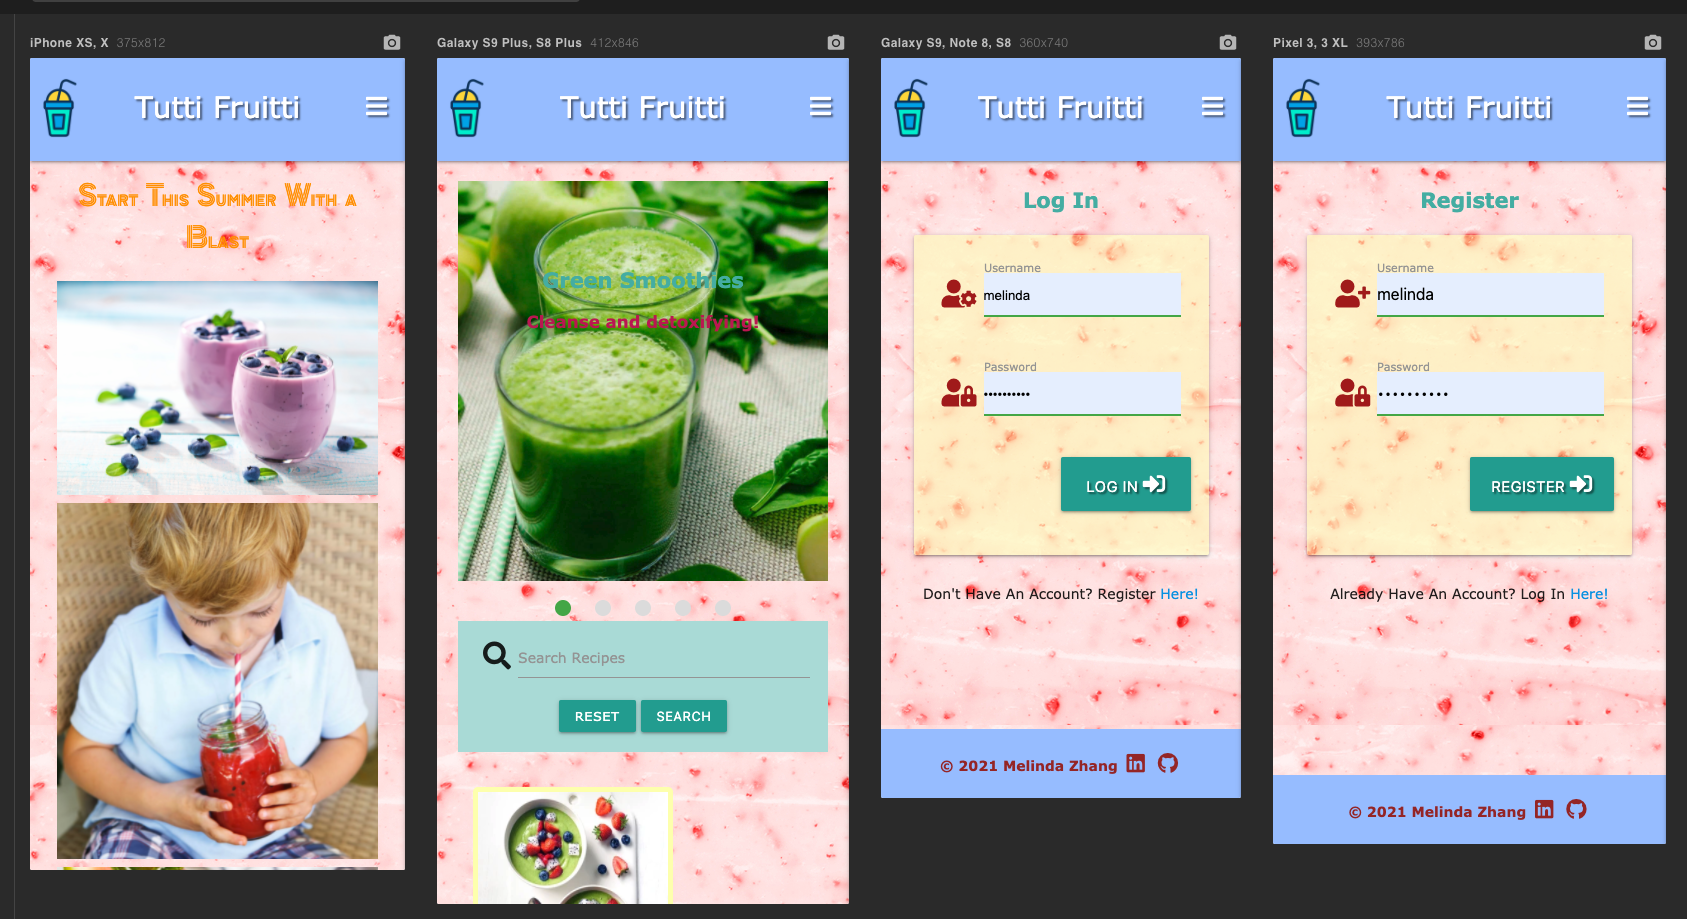 iPhone XS, X 375x812
Tutti Fruitti
Start This Summer With a
Blast
Galaxy S9 Plus, S8 Plus 412x846
Tutti Fruitti
Green Smoothies
Cleanse and detoxifying!
Search Recipes
RESET SEARCH
Galaxy S9, Note 8, S8 360x740
Tutti Fruitti
Log In
Username
melinda
Password
••••••••••
LOG IN
Don't Have An Account? Register Here!
© 2021 Melinda Zhang
Pixel 3, 3 XL 393x786
Tutti Fruitti
Register
Username
melinda
Password
••••••••••
REGISTER
Already Have An Account? Log In Here!
© 2021 Melinda Zhang